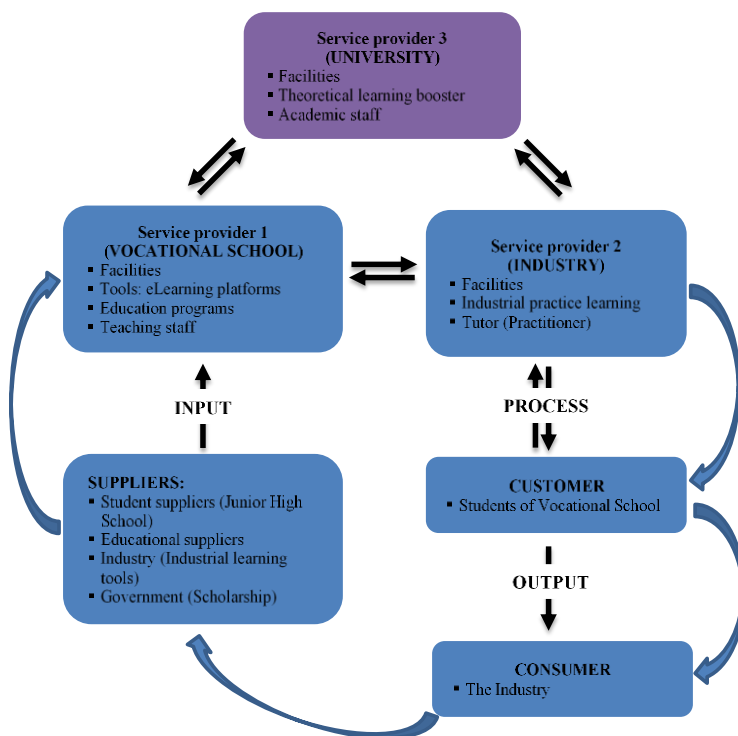 Service provider 3
(UNIVERSITY)
▪ Facilities
▪ Theoretical learning booster
▪ Academic staff
Service provider 1
(VOCATIONAL SCHOOL)
▪ Facilities
▪ Tools: eLearning platforms
▪ Education programs
▪ Teaching staff
Service provider 2
(INDUSTRY)
▪ Facilities
▪ Industrial practice learning
▪ Tutor (Practitioner)
INPUT
PROCESS
SUPPLIERS:
▪ Student suppliers (Junior High
School)
▪ Educational suppliers
▪ Industry (Industrial learning
tools)
▪ Government (Scholarship)
CUSTOMER
▪ Students of Vocational School
OUTPUT
CONSUMER
▪ The Industry